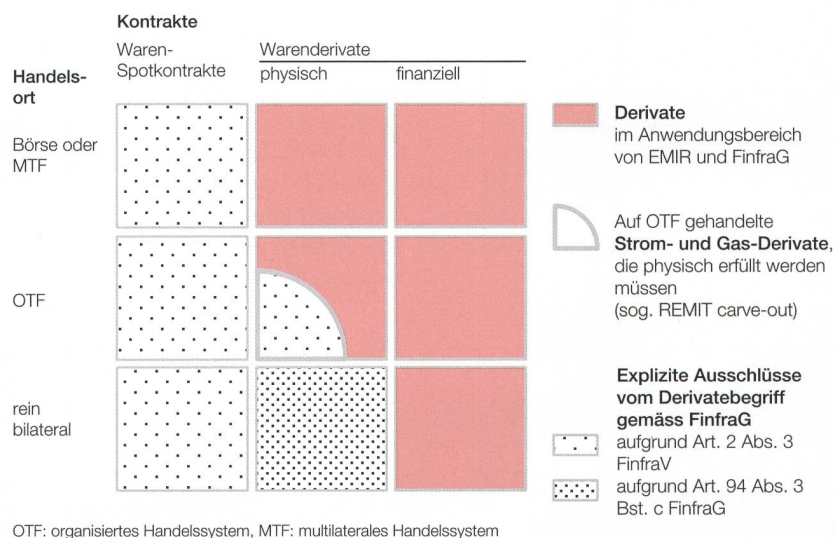 Kontrakte
Waren-
Spotkontrakte
Warenderivate
physisch
finanziell
Handels-
ort
Börse oder
MTF
OTF
rein
bilateral
Derivate
im Anwendungsbereich
von EMIR und FinfraG
Auf OTF gehandelte
Strom- und Gas-Derivate,
die physisch erfüllt werden
müssen
(sog. REMIT carve-out)
Explizite Ausschlüsse
vom Derivatebegriff
gemäss FinfraG
aufgrund Art. 2 Abs. 3
FinfraV
aufgrund Art. 94 Abs. 3
Bst. c FinfraG
OTF: organisiertes Handelssystem, MTF: multilaterales Handelssystem